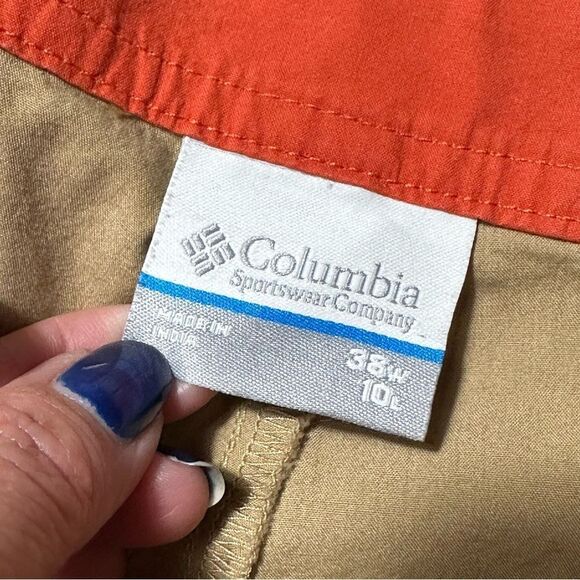 Columbia
Sportswear Company
MADE IN
INDIA
38W
10L